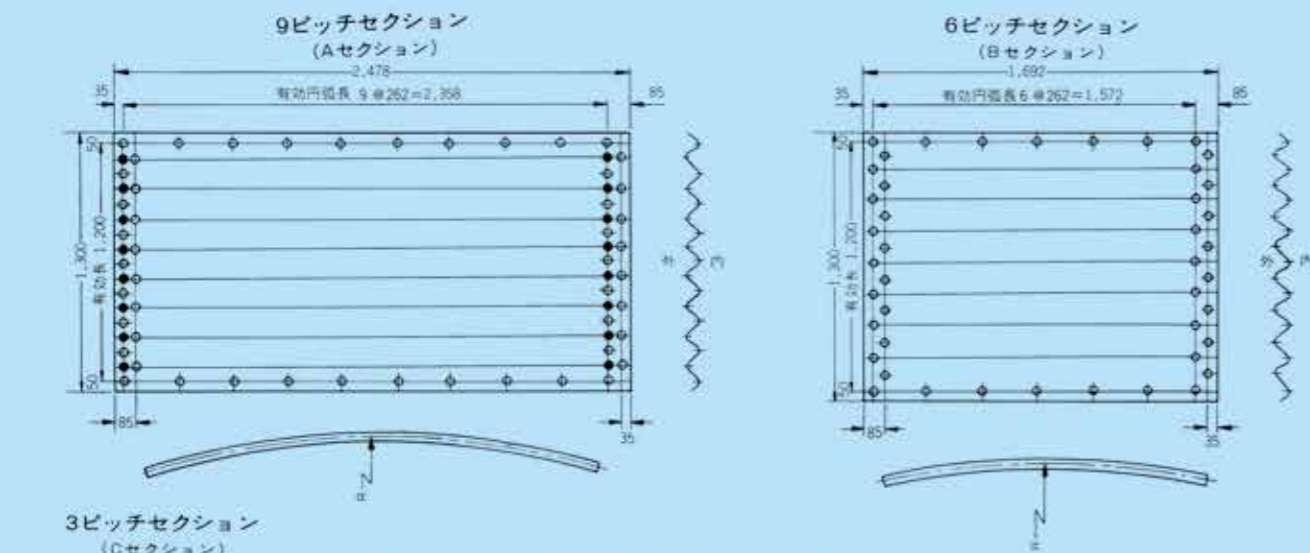 9ピッチセクション
(Aセクション)
2,478
35
有効円弧長 9@262=2,358
85
50
1,300
有効長 1,200
50
外
内
85
35
R
6ピッチセクション
(Bセクション)
1,692
35
有効円弧長6@262=1,572
85
50
1,300
有効長 1,200
50
外
内
85
35
R
3ピッチセクション
(Cセクション)